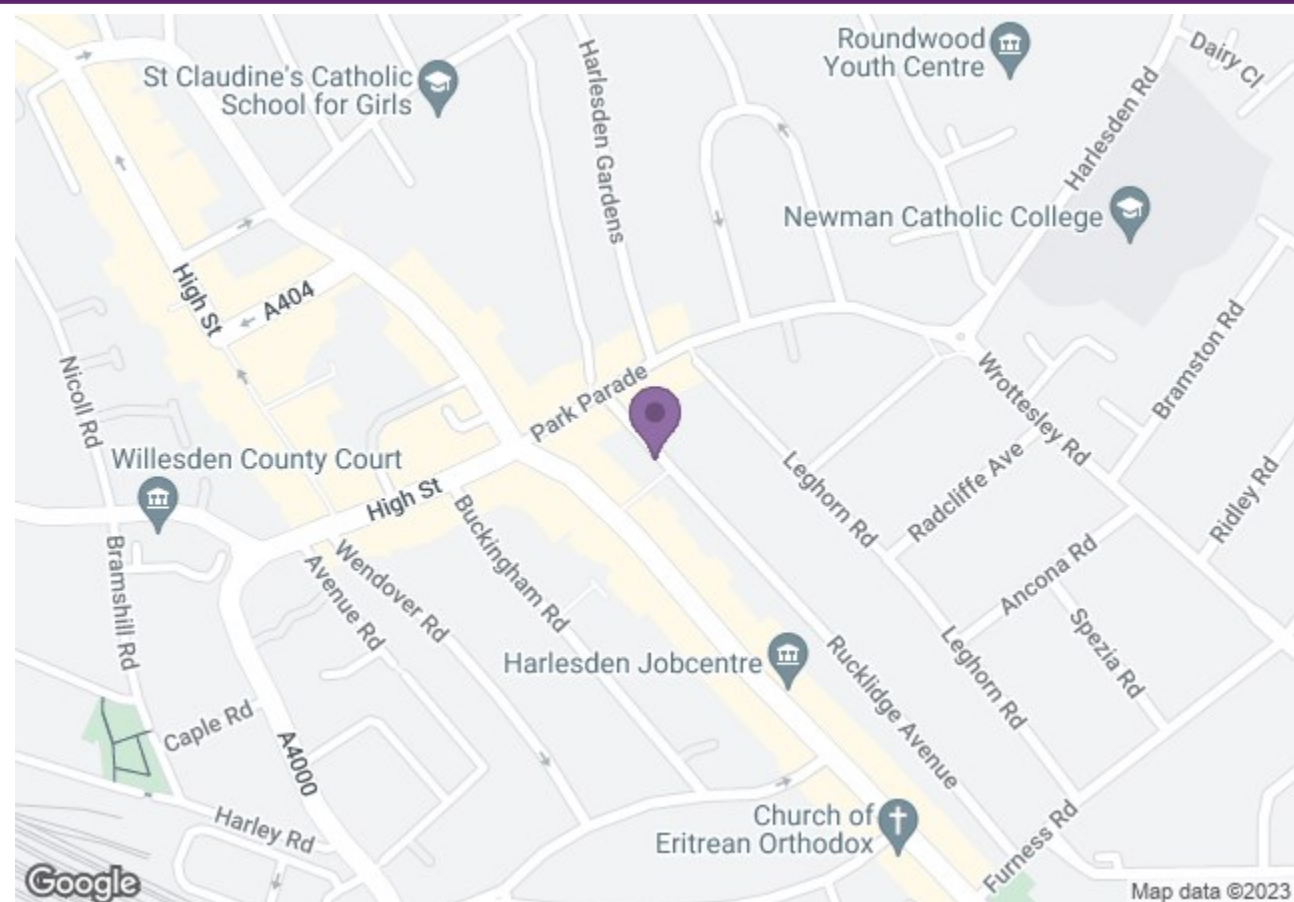 Roundwood
Youth Centre
Dairy Cl
St Claudine's Catholic
School for Girls
Harlesden Gardens
Harlesden Rd
Newman Catholic College
High St
A404
Nicoll Rd
Park Parade
Wrottesley Rd
Bramston Rd
Willesden County Court
High St
Leghorn Rd
Radcliffe Ave
Ridley Rd
Buckingham Rd
Wendover Rd
Avenue Rd
Bramshill Rd
Ancona Rd
Spezia Rd
Harlesden Jobcentre
Rucklidge Avenue
Leghorn Rd
Caple Rd
A4000
Harley Rd
Church of
Eritrean Orthodox
Furness Rd
Google
Map data ©2023